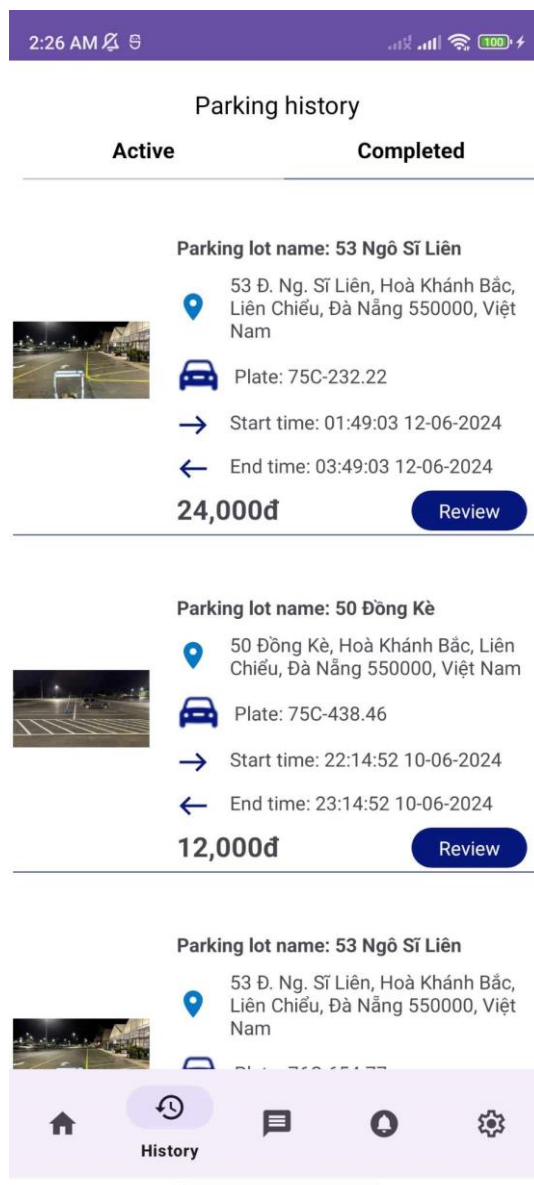 2:26 AM
100
Parking history
Active Completed
Parking lot name: 53 Ngô Sĩ Liên
53 Đ. Ng. Sĩ Liên, Hoà Khánh Bắc,
Liên Chiểu, Đà Nẵng 550000, Việt
Nam
Plate: 75C-232.22
Start time: 01:49:03 12-06-2024
End time: 03:49:03 12-06-2024
24,000đ Review
Parking lot name: 50 Đồng Kè
50 Đồng Kè, Hoà Khánh Bắc, Liên
Chiểu, Đà Nẵng 550000, Việt Nam
Plate: 75C-438.46
Start time: 22:14:52 10-06-2024
End time: 23:14:52 10-06-2024
12,000đ Review
Parking lot name: 53 Ngô Sĩ Liên
53 Đ. Ng. Sĩ Liên, Hoà Khánh Bắc,
Liên Chiểu, Đà Nẵng 550000, Việt
Nam
History